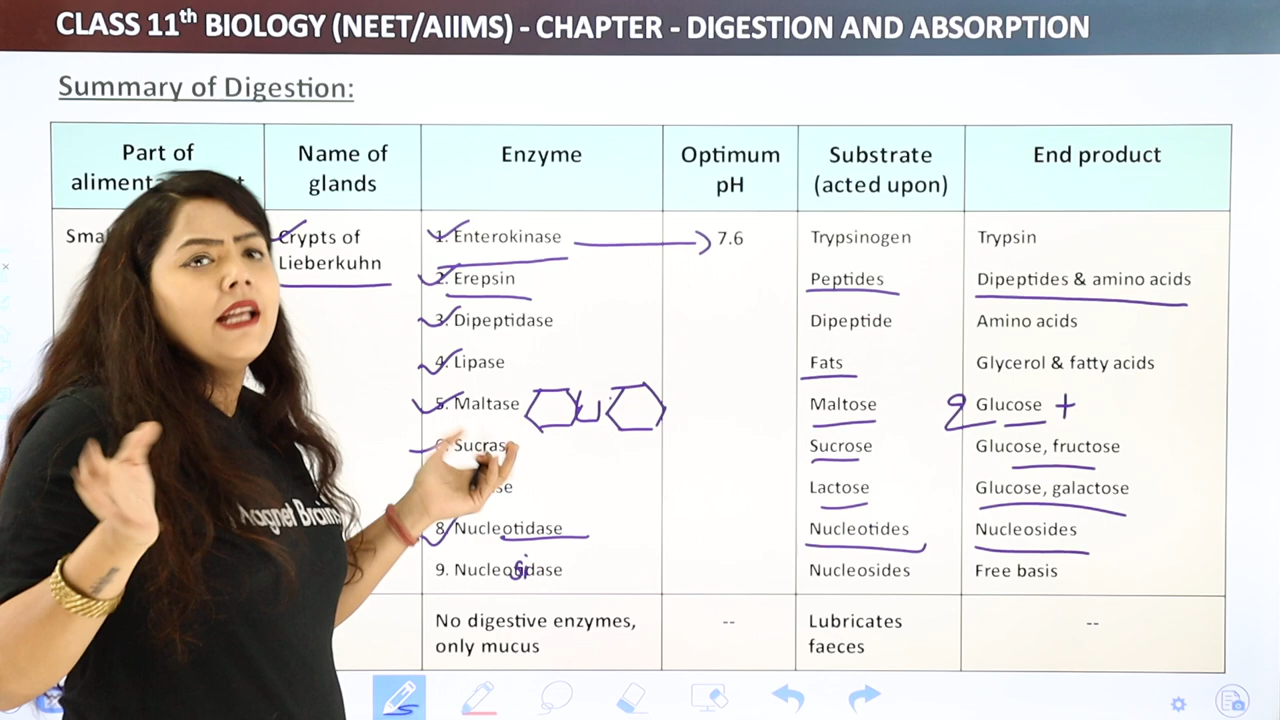 CLASS 11th BIOLOGY (NEET/AIIMS) - CHAPTER - DIGESTION AND ABSORPTION
Summary of Digestion:
Part of
Name of
glands
Enzyme
Optimum
pH
Substrate
(acted upon)
End product
Crypts of
Lieberkuhn
1. Enterokinase
7.6
Trypsinogen
Trypsin
2. Erepsin
Peptides
Dipeptides & amino acids
3. Dipeptidase
Dipeptide
Amino acids
4. Lipase
Fats
Glycerol & fatty acids
5. Maltase
Maltose
2 Glucose +
Sucrose
Glucose, fructose
Lactose
Glucose, galactose
8. Nucleotidase
Nucleotides
Nucleosides
9. Nucleosidase
Nucleosides
Free basis
No digestive enzymes,
only mucus
--
Lubricates
faeces
--
Magnet Brains